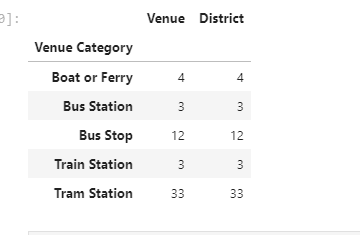 ]:
Venue District
Venue Category
Boat or Ferry 4 4
Bus Station 3 3
Bus Stop 12 12
Train Station 3 3
Tram Station 33 33